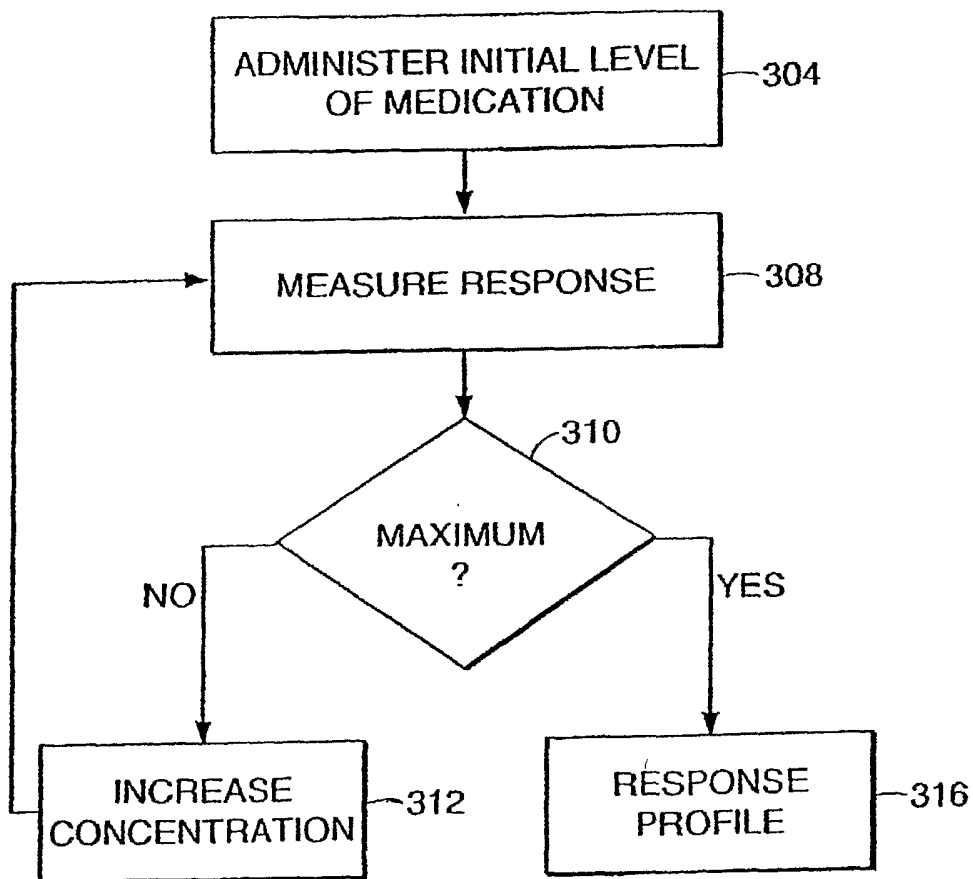 ADMINISTER INITIAL LEVEL
OF MEDICATION
304
MEASURE RESPONSE
308
310
MAXIMUM
?
NO
YES
INCREASE
CONCENTRATION
312
RESPONSE
PROFILE
316